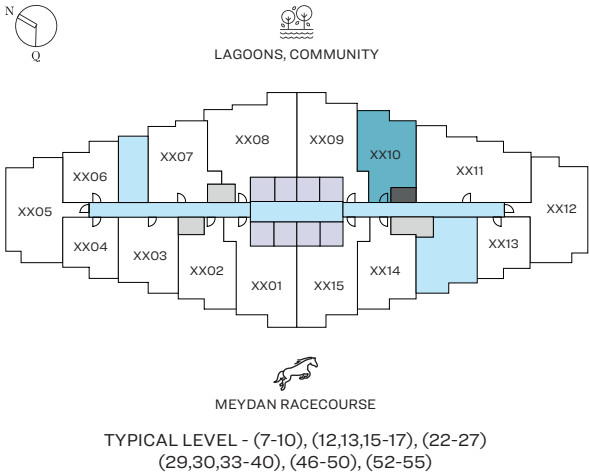 N
Q
LAGOONS, COMMUNITY
XX08
XX09
XX07
XX10
XX06
XX11
XX05
XX12
XX04
XX03
XX02
XX01
XX15
XX14
XX13
MEYDAN RACECOURSE
TYPICAL LEVEL - (7-10), (12,13,15-17), (22-27)
(29,30,33-40), (46-50), (52-55)